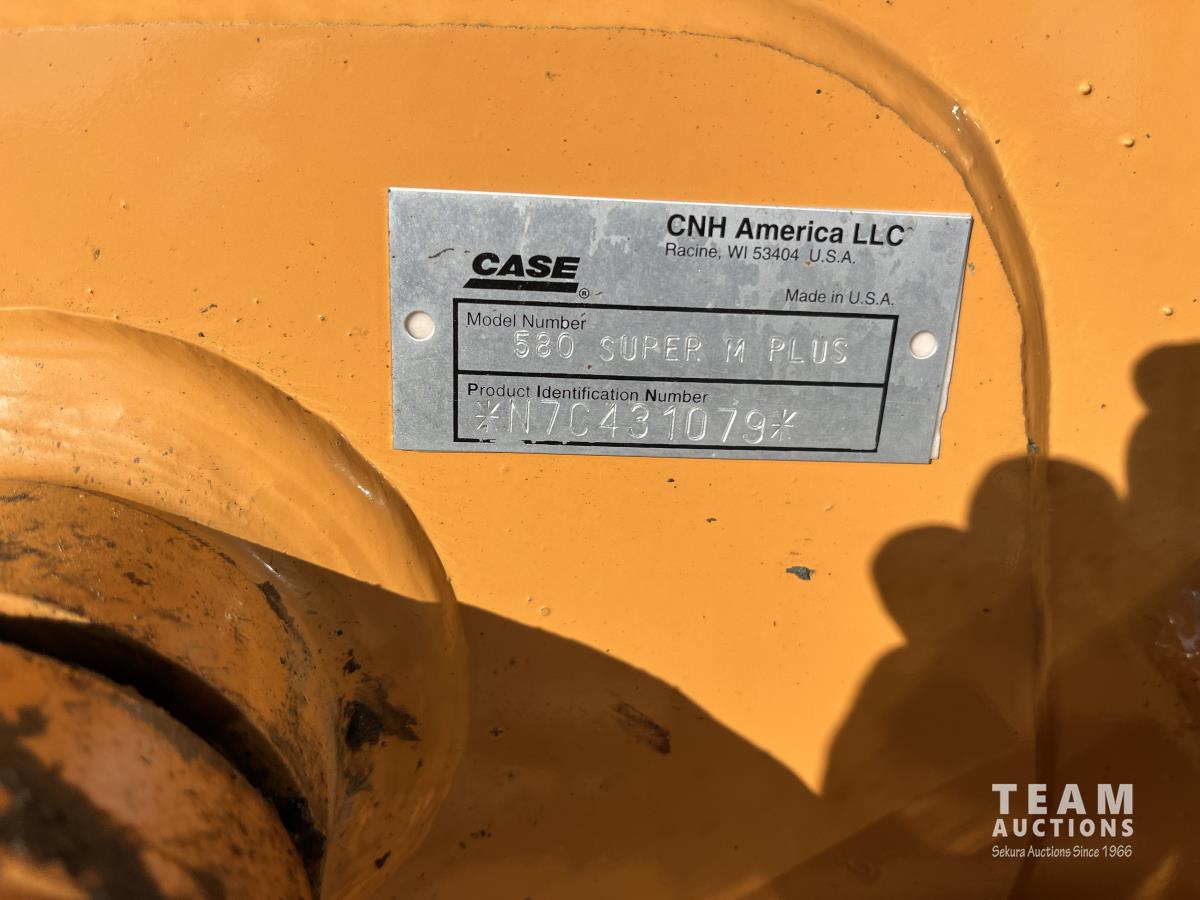 CNH America LLC
Racine, WI 53404 U.S.A.
CASE ®
Made in U.S.A.
Model Number
580 SUPER M PLUS
Product Identification Number
*N7C431079*
TEAM
AUCTIONS
Sekura Auctions Since 1966